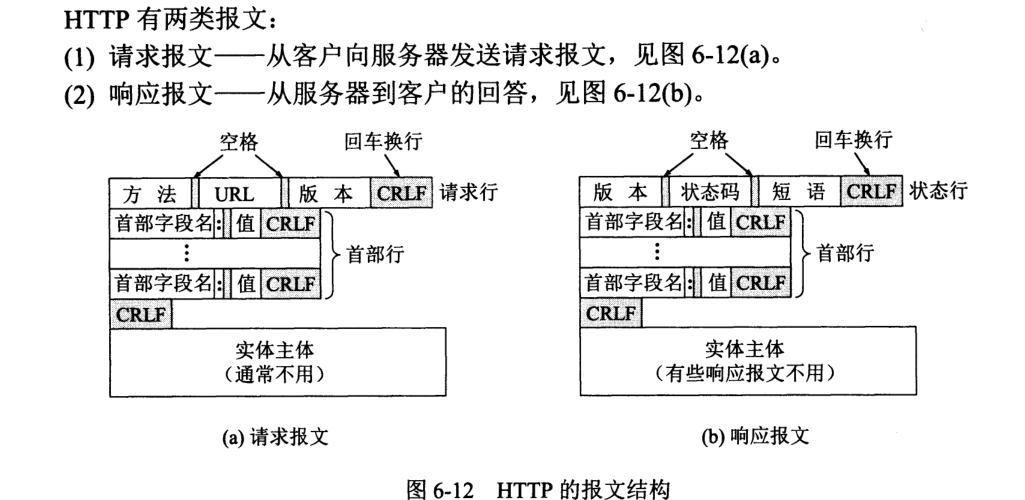 HTTP 有两类报文：
(1) 请求报文——从客户向服务器发送请求报文，见图 6-12(a)。
(2) 响应报文——从服务器到客户的回答，见图 6-12(b)。
空格 回车换行
方 法 URL 版 本 CRLF 请求行
首部字段名: 值 CRLF
⋮ 首部行
首部字段名: 值 CRLF
CRLF
实体主体
（通常不用）
(a) 请求报文
空格 回车换行
版 本 状态码 短 语 CRLF 状态行
首部字段名: 值 CRLF
⋮ 首部行
首部字段名: 值 CRLF
CRLF
实体主体
（有些响应报文不用）
(b) 响应报文
图 6-12 HTTP 的报文结构